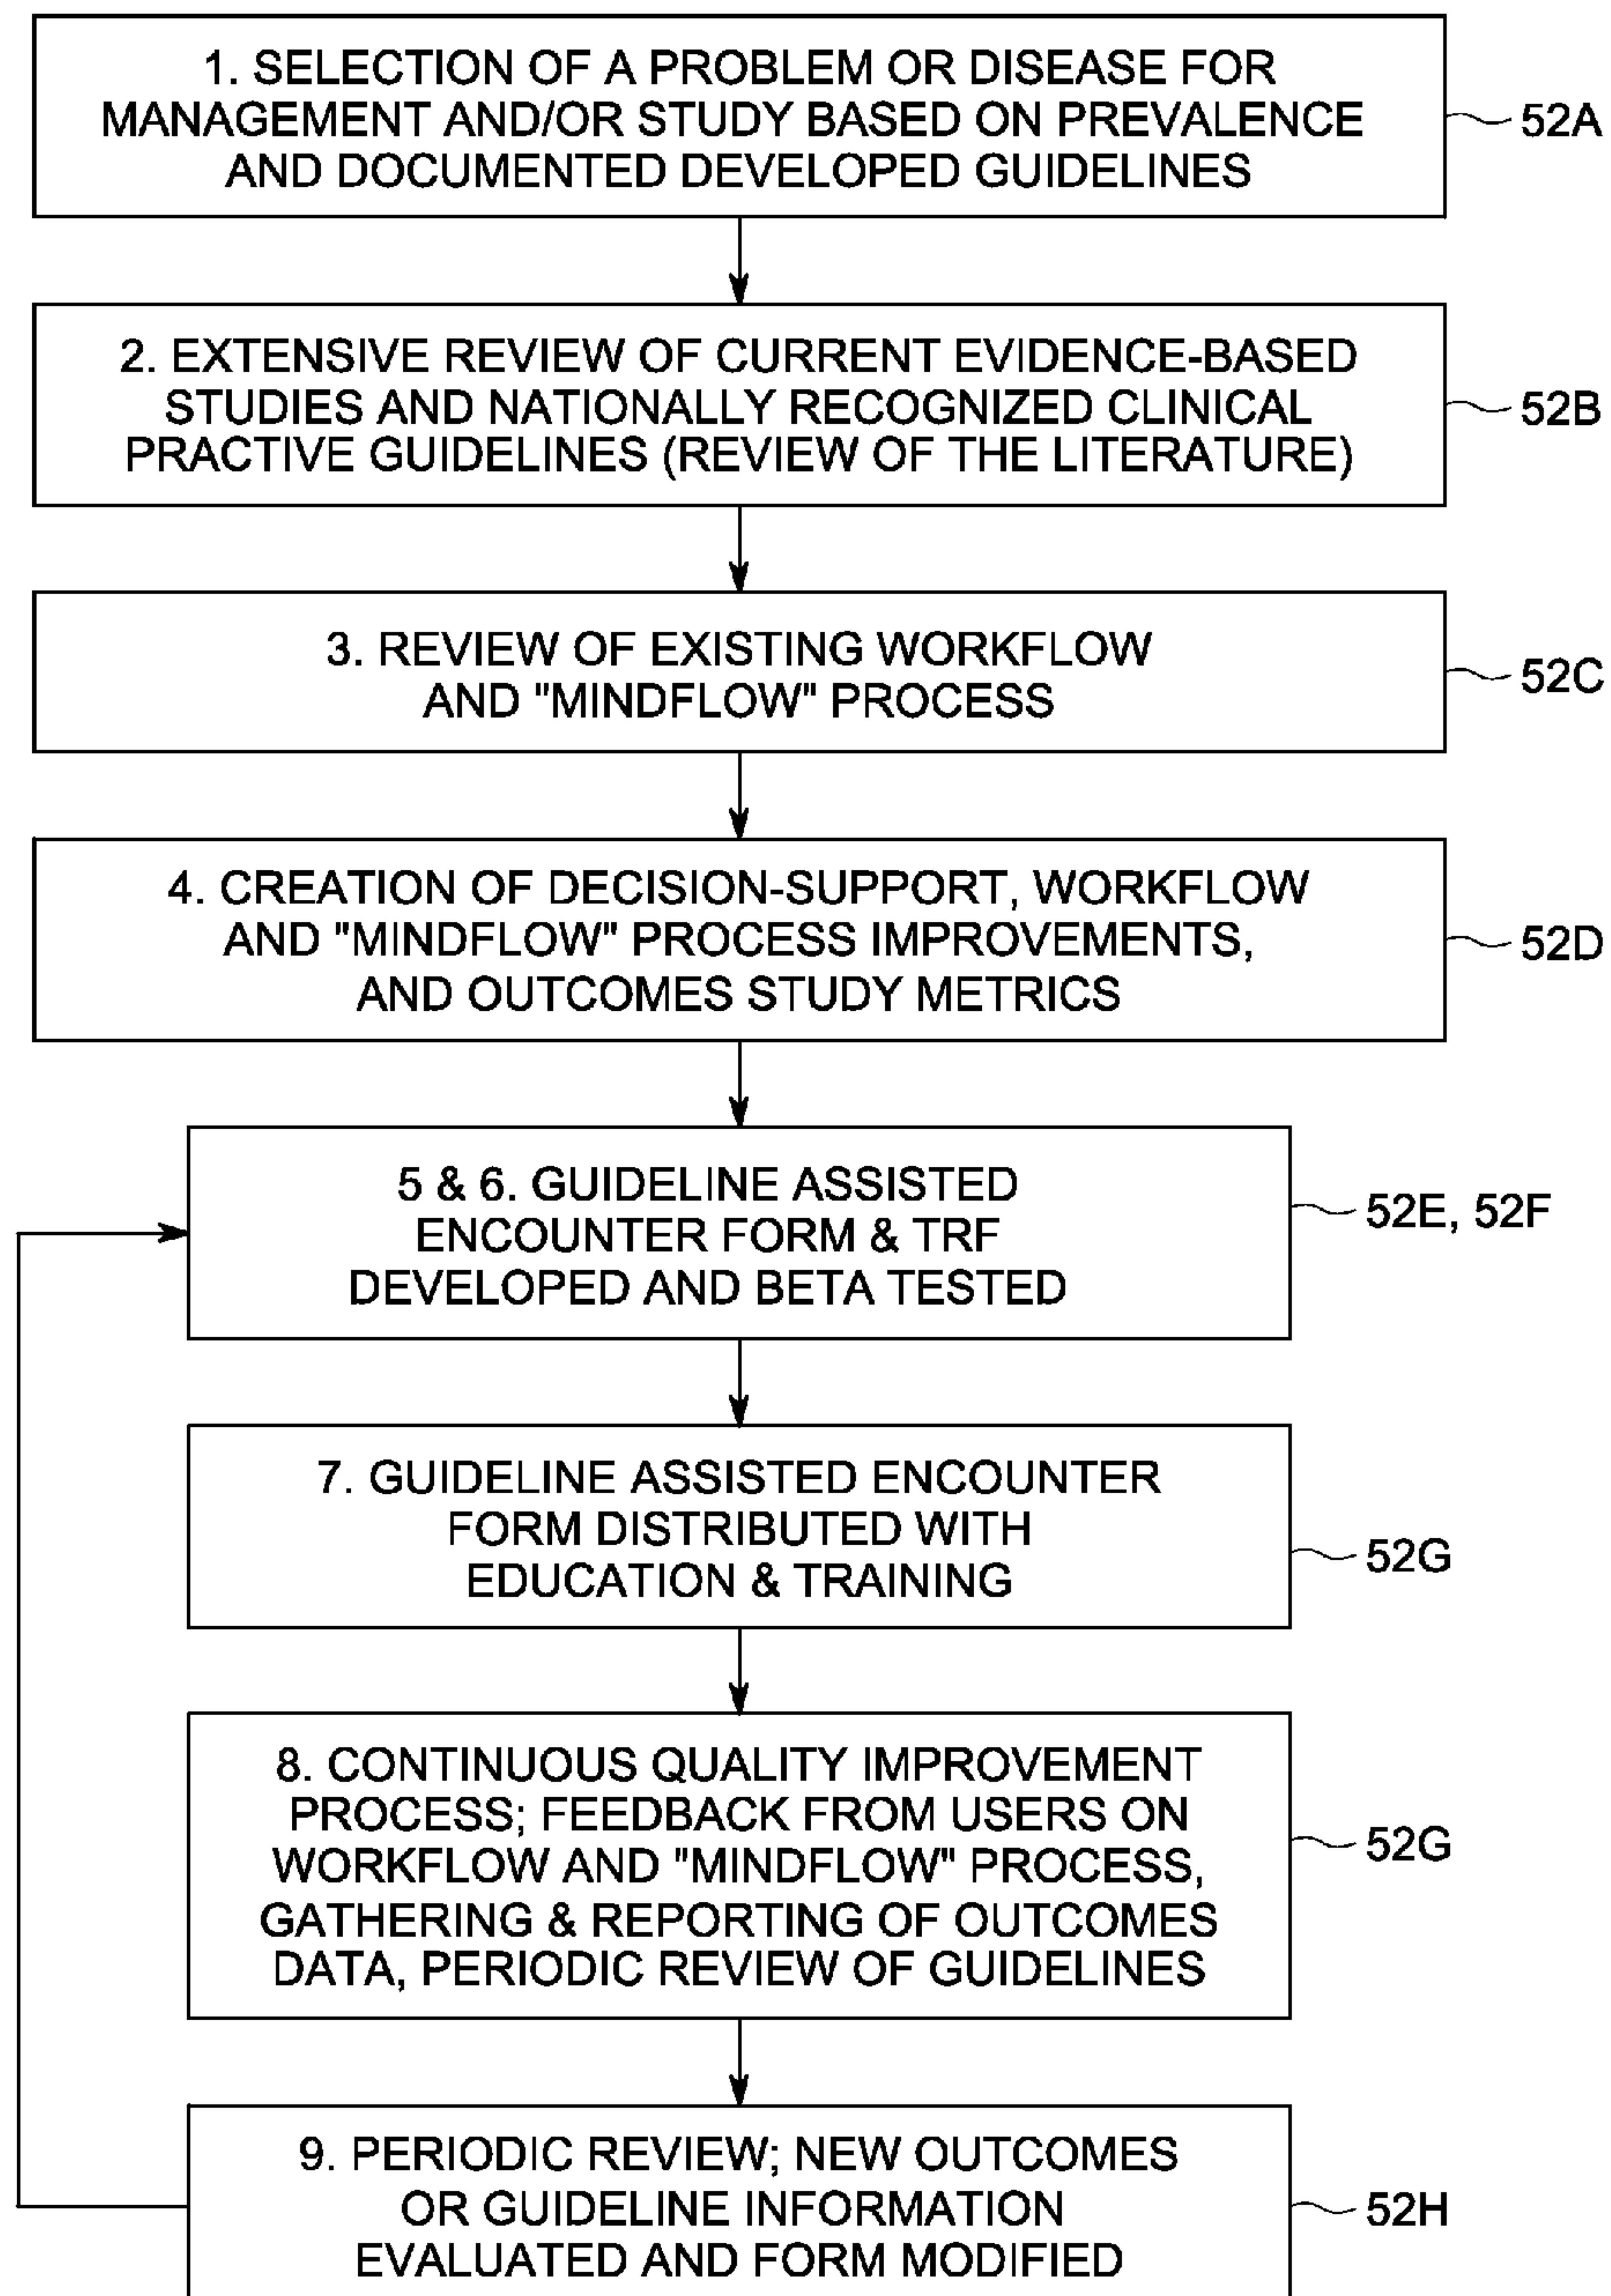 1. SELECTION OF A PROBLEM OR DISEASE FOR
MANAGEMENT AND/OR STUDY BASED ON PREVALENCE
AND DOCUMENTED DEVELOPED GUIDELINES
52A
2. EXTENSIVE REVIEW OF CURRENT EVIDENCE-BASED
STUDIES AND NATIONALLY RECOGNIZED CLINICAL
PRACTIVE GUIDELINES (REVIEW OF THE LITERATURE)
52B
3. REVIEW OF EXISTING WORKFLOW
AND "MINDFLOW" PROCESS
52C
4. CREATION OF DECISION-SUPPORT, WORKFLOW
AND "MINDFLOW" PROCESS IMPROVEMENTS,
AND OUTCOMES STUDY METRICS
52D
5 & 6. GUIDELINE ASSISTED
ENCOUNTER FORM & TRF
DEVELOPED AND BETA TESTED
52E, 52F
7. GUIDELINE ASSISTED ENCOUNTER
FORM DISTRIBUTED WITH
EDUCATION & TRAINING
52G
8. CONTINUOUS QUALITY IMPROVEMENT
PROCESS; FEEDBACK FROM USERS ON
WORKFLOW AND "MINDFLOW" PROCESS,
GATHERING & REPORTING OF OUTCOMES
DATA, PERIODIC REVIEW OF GUIDELINES
52G
9. PERIODIC REVIEW; NEW OUTCOMES
OR GUIDELINE INFORMATION
EVALUATED AND FORM MODIFIED
52H